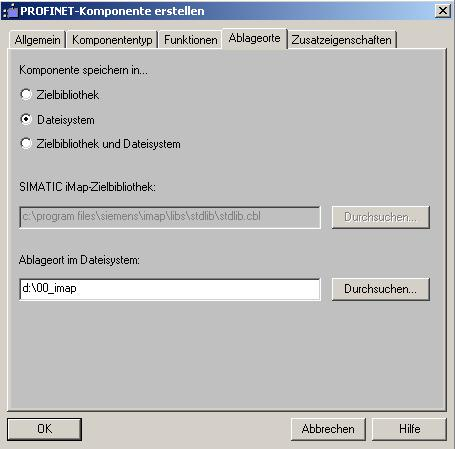 PROFINET-Komponente erstellen
Allgemein Komponententyp Funktionen Ablageorte Zusatzeigenschaften
Komponente speichern in...
Zielbibliothek
Dateisystem
Zielbibliothek und Dateisystem
SIMATIC iMap-Zielbibliothek:
c:\program files\siemens\imap\libs\stdlib\stdlib.cbl Durchsuchen...
Ablageort im Dateisystem:
d:\00_imap Durchsuchen...
OK Abbrechen Hilfe